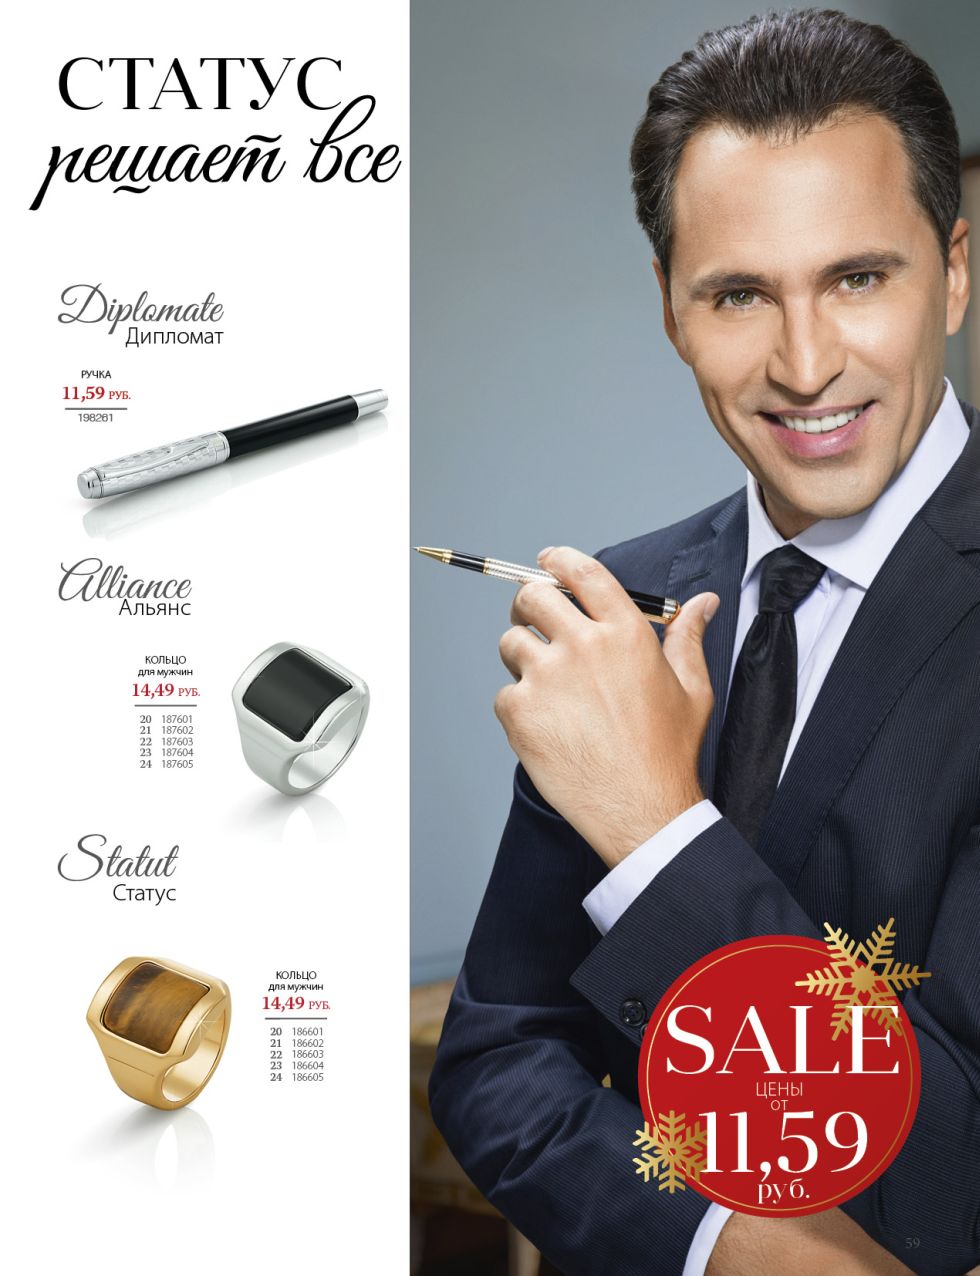 СТАТУС
решает все
Diplomate
Дипломат
РУЧКА
11,59 РУБ.
198261
Alliance
Альянс
КОЛЬЦО
для мужчин
14,49 РУБ.
20 187601
21 187602
22 187603
23 187604
24 187605
Statut
Статус
КОЛЬЦО
для мужчин
14,49 РУБ.
20 186601
21 186602
22 186603
23 186604
24 186605
SALE
ЦЕНЫ
ОТ
11,59
руб.
59